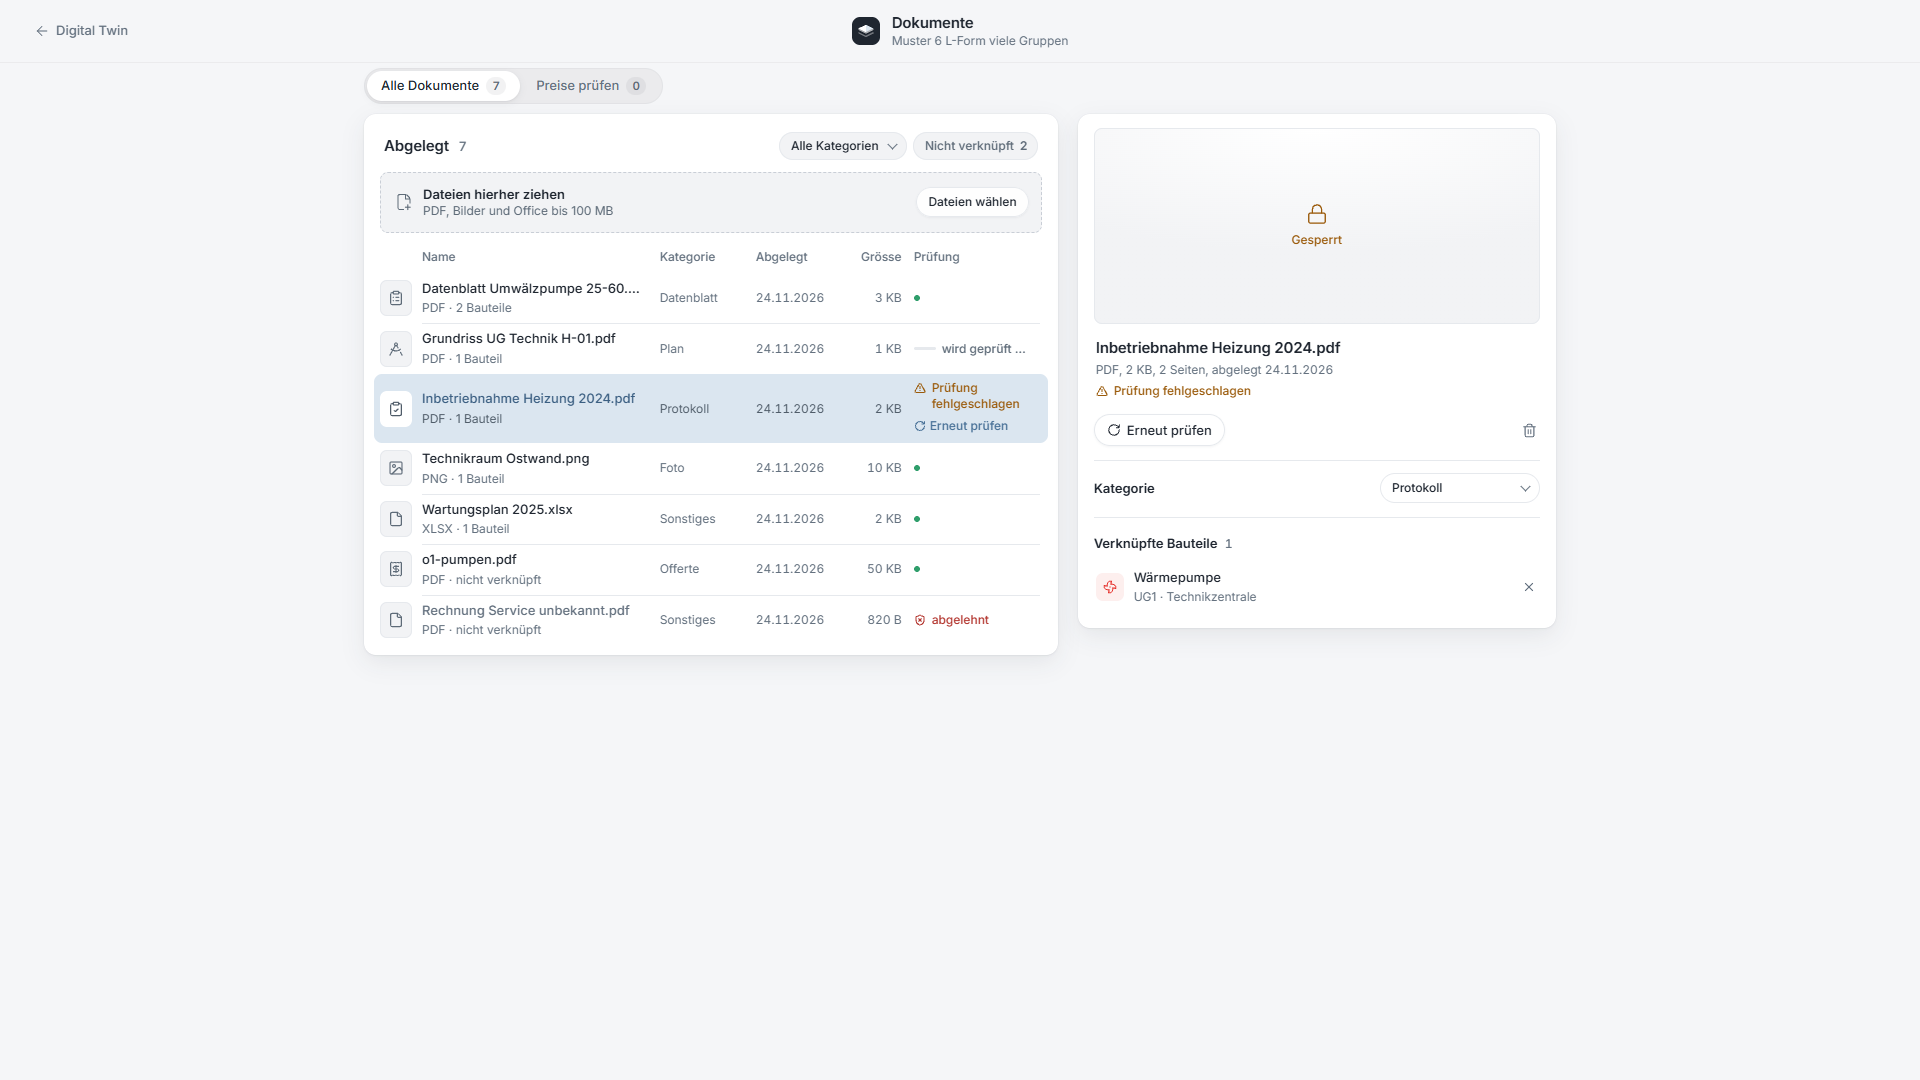 Digital Twin
Dokumente
Muster 6 L-Form viele Gruppen
Alle Dokumente 7
Preise prüfen 0
Abgelegt 7
Alle Kategorien
Nicht verknüpft 2
Dateien hierher ziehen
PDF, Bilder und Office bis 100 MB
Dateien wählen
Name Kategorie Abgelegt Grösse Prüfung
Datenblatt Umwälzpumpe 25-60....
PDF · 2 Bauteile
Datenblatt 24.11.2026 3 KB
Grundriss UG Technik H-01.pdf
PDF · 1 Bauteil
Plan 24.11.2026 1 KB wird geprüft ...
Inbetriebnahme Heizung 2024.pdf
PDF · 1 Bauteil
Protokoll 24.11.2026 2 KB
Prüfung
fehlgeschlagen
Erneut prüfen
Technikraum Ostwand.png
PNG · 1 Bauteil
Foto 24.11.2026 10 KB
Wartungsplan 2025.xlsx
XLSX · 1 Bauteil
Sonstiges 24.11.2026 2 KB
o1-pumpen.pdf
PDF · nicht verknüpft
Offerte 24.11.2026 50 KB
Rechnung Service unbekannt.pdf
PDF · nicht verknüpft
Sonstiges 24.11.2026 820 B abgelehnt
Gesperrt
Inbetriebnahme Heizung 2024.pdf
PDF, 2 KB, 2 Seiten, abgelegt 24.11.2026
Prüfung fehlgeschlagen
Erneut prüfen
Kategorie
Protokoll
Verknüpfte Bauteile 1
Wärmepumpe
UG1 · Technikzentrale